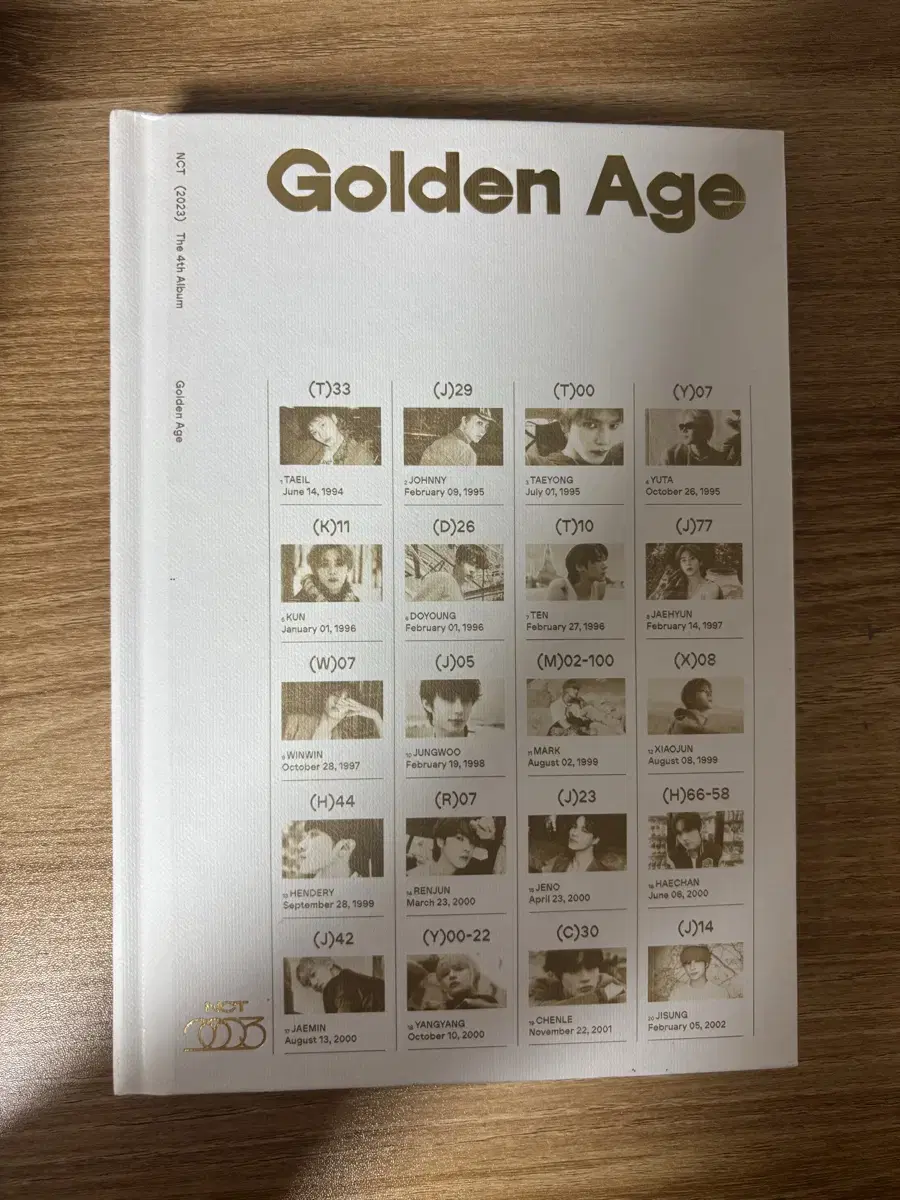 Golden Age
NCT (2023) The 4th Album
Golden Age
(T)33
1 TAEIL
June 14, 1994
(J)29
2 JOHNNY
February 09, 1995
(T)00
3 TAEYONG
July 01, 1995
(Y)07
4 YUTA
October 26, 1995
(K)11
5 KUN
January 01, 1996
(D)26
6 DOYOUNG
February 01, 1996
(T)10
7 TEN
February 27, 1996
(J)77
8 JAEHYUN
February 14, 1997
(W)07
9 WINWIN
October 28, 1997
(J)05
10 JUNGWOO
February 19, 1998
(M)02-100
11 MARK
August 02, 1999
(X)08
12 XIAOJUN
August 08, 1999
(H)44
13 HENDERY
September 28, 1999
(R)07
14 RENJUN
March 23, 2000
(J)23
15 JENO
April 23, 2000
(H)66-58
16 HAECHAN
June 06, 2000
(J)42
17 JAEMIN
August 13, 2000
(Y)00-22
18 YANGYANG
October 10, 2000
(C)30
19 CHENLE
November 22, 2001
(J)14
20 JISUNG
February 05, 2002
NCT
2023